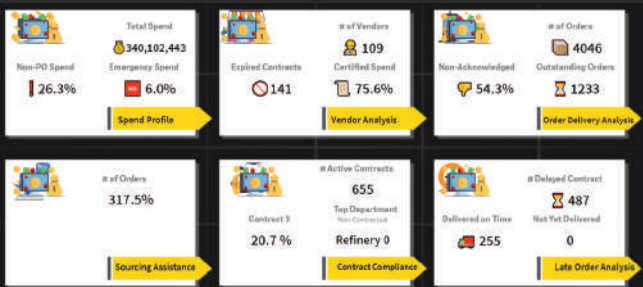 Total Spend
340,102,443
Non-PO Spend
Emergency Spend
26.3%
6.0%
Spend Profile
# of Vendors
109
Expired Contracts
Certified Spend
141
75.6%
Vendor Analysis
# of Orders
4046
Non-Acknowledged
Outstanding Orders
54.3%
1233
Order Delivery Analysis
# of Orders
317.5%
Sourcing Assistance
# Active Contracts
655
Top Department
Non-Contracted
Contract 3
20.7 %
Refinery 0
Contract Compliance
# Delayed Contract
487
Delivered on Time
Not Yet Delivered
255
0
Late Order Analysis